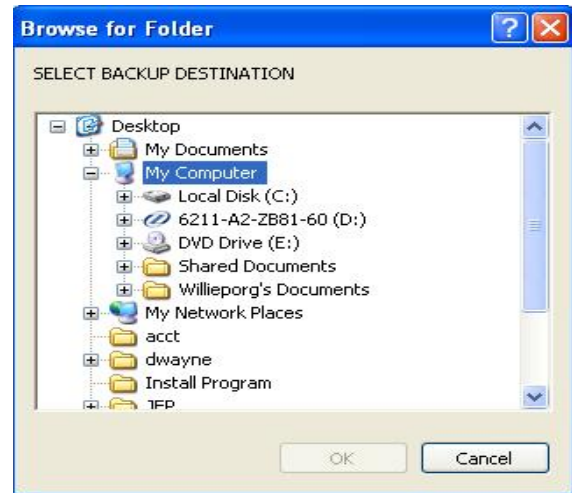 Browse for Folder
SELECT BACKUP DESTINATION
Desktop
My Documents
My Computer
Local Disk (C:)
6211-A2-ZB81-60 (D:)
DVD Drive (E:)
Shared Documents
Willieporg's Documents
My Network Places
acct
dwayne
Install Program
JEP
OK Cancel